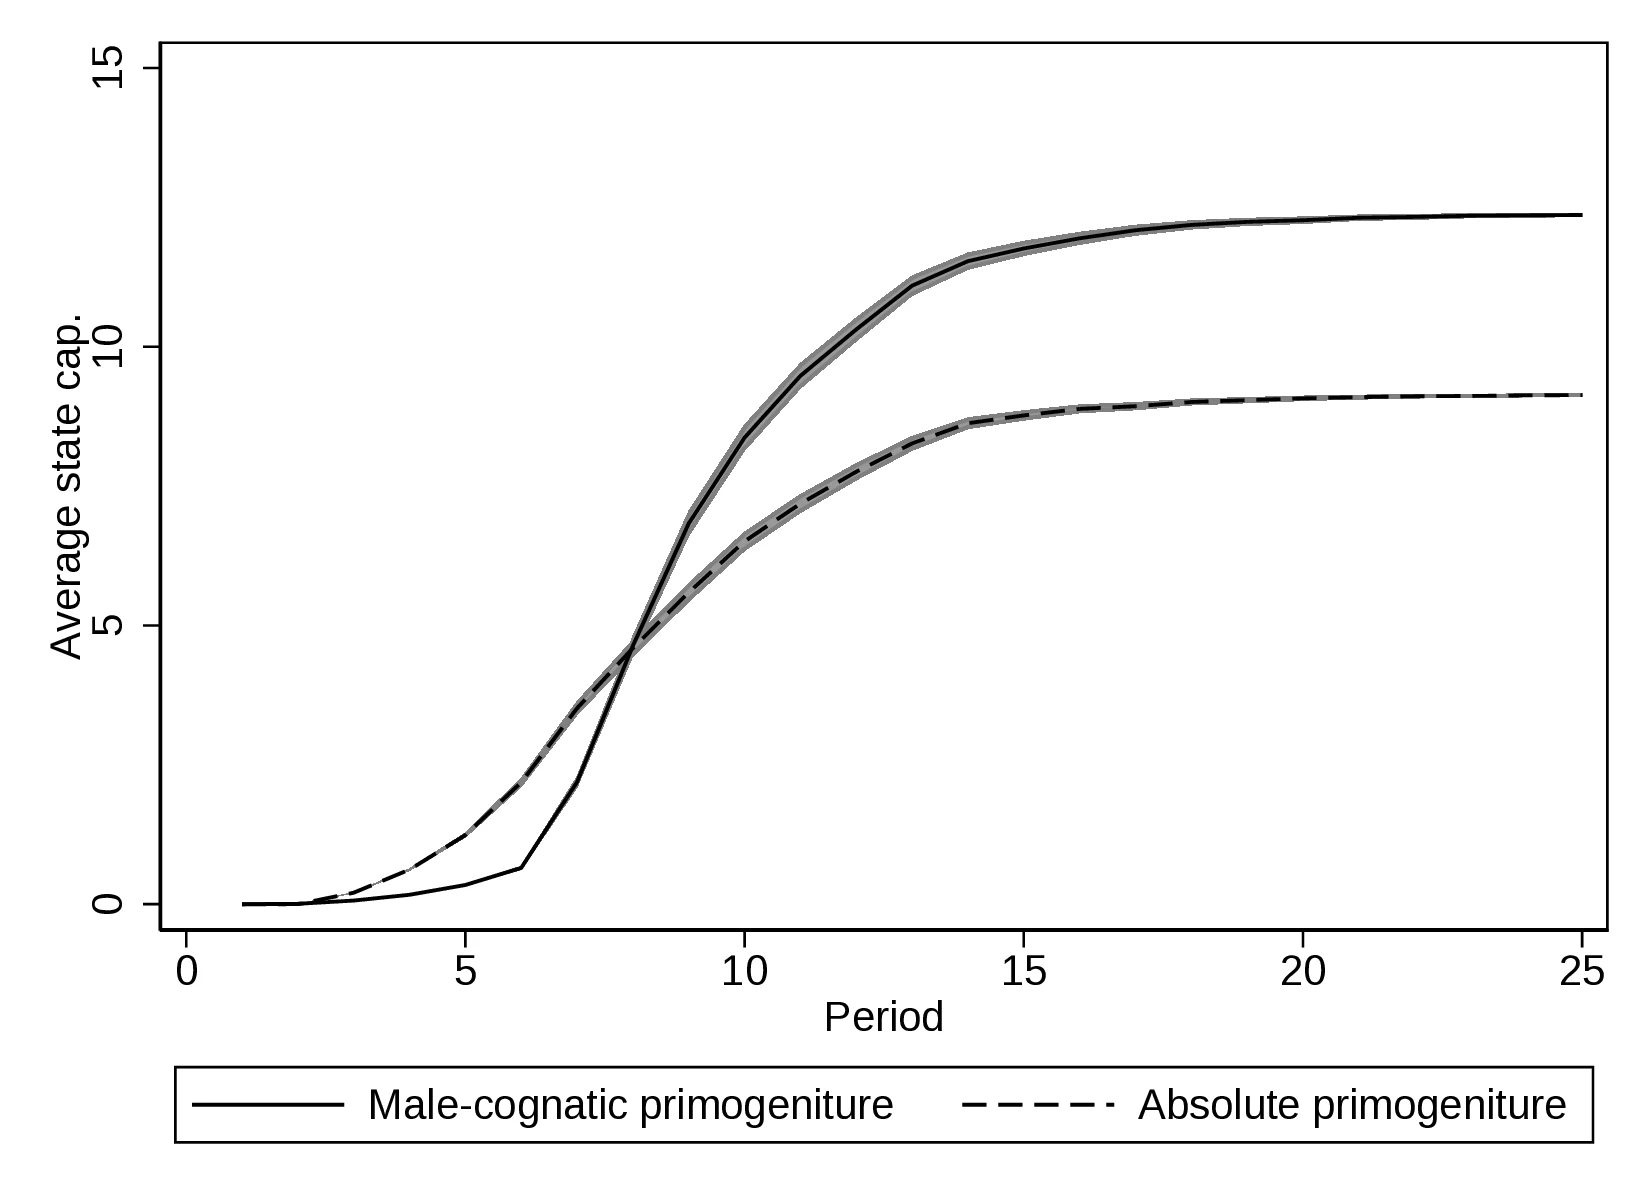 15
10
5
0
Average state cap.
0 5 10 15 20 25
Period
Male-cognatic primogeniture Absolute primogeniture